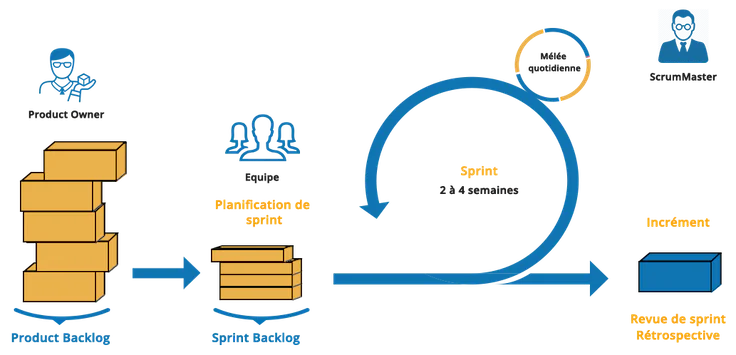 Mêlée
quotidienne
ScrumMaster
Product Owner
Equipe
Planification de
sprint
Sprint
2 à 4 semaines
Incrément
Product Backlog
Sprint Backlog
Revue de sprint
Rétrospective